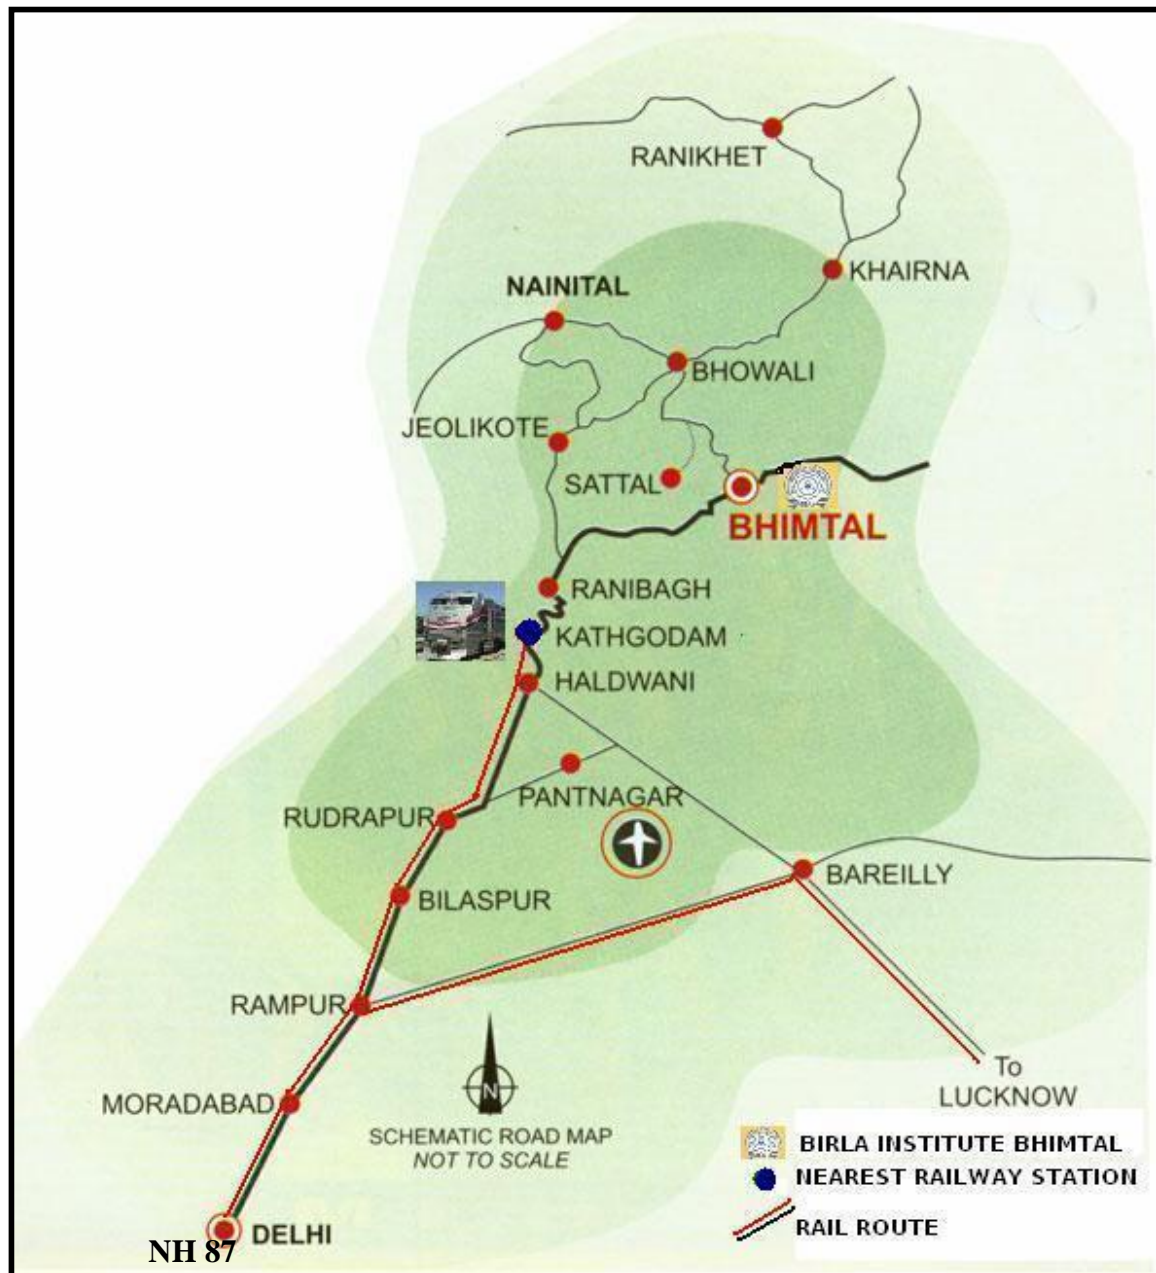 RANIKHET
KHAIRNA
NAINITAL
BHOWALI
JEOLIKOTE
SATTAL
BHIMTAL
RANIBAGH
KATHGODAM
HALDWANI
PANTNAGAR
RUDRAPUR
BAREILLY
BILASPUR
RAMPUR
To
LUCKNOW
MORADABAD
N
SCHEMATIC ROAD MAP
NOT TO SCALE
BIRLA INSTITUTE BHIMTAL
NEAREST RAILWAY STATION
RAIL ROUTE
DELHI
NH 87